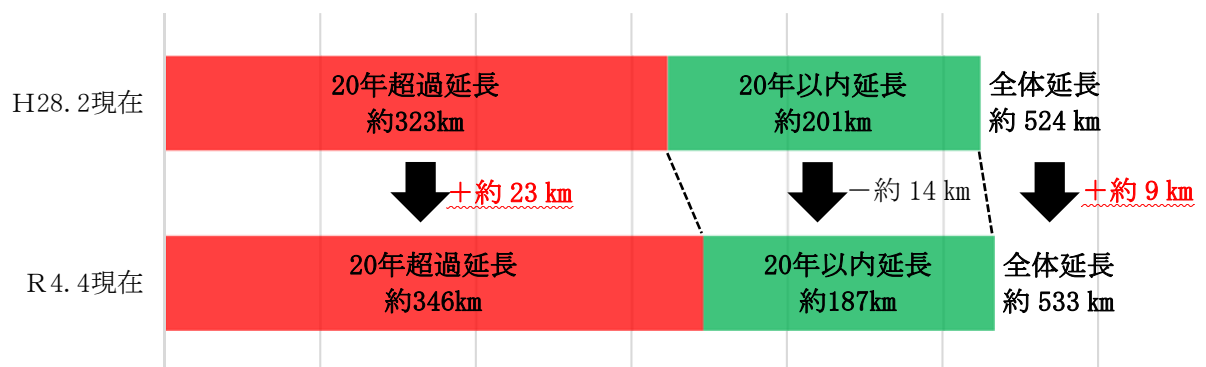 20年超過延長
約323km
20年以内延長
約201km
全体延長
約 524 km
H28.2現在
＋約 23 km
－約 14 km
＋約 9 km
20年超過延長
約346km
20年以内延長
約187km
全体延長
約 533 km
R4.4現在